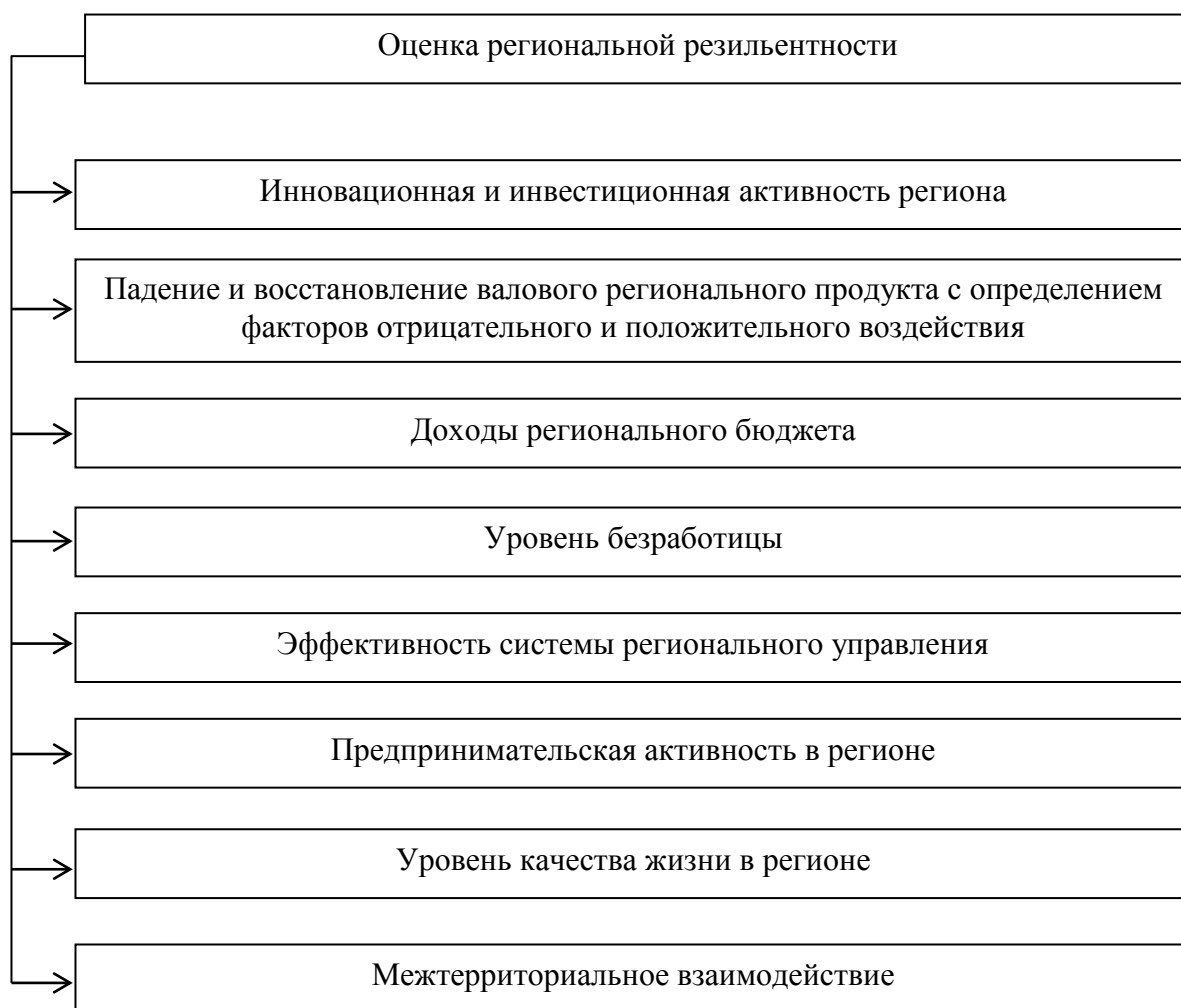 Оценка региональной резильентности
Инновационная и инвестиционная активность региона
Падение и восстановление валового регионального продукта с определением
факторов отрицательного и положительного воздействия
Доходы регионального бюджета
Уровень безработицы
Эффективность системы регионального управления
Предпринимательская активность в регионе
Уровень качества жизни в регионе
Межтерриториальное взаимодействие